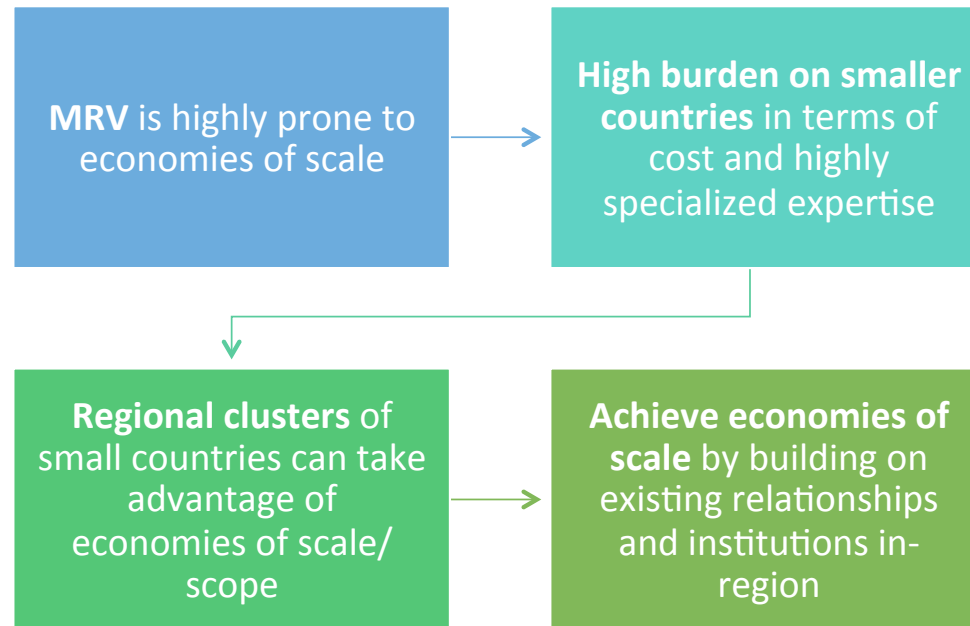 MRV is highly prone to
economies of scale
High burden on smaller
countries in terms of
cost and highly
specialized expertise
Regional clusters of
small countries can take
advantage of
economies of scale/
scope
Achieve economies of
scale by building on
existing relationships
and institutions in-
region